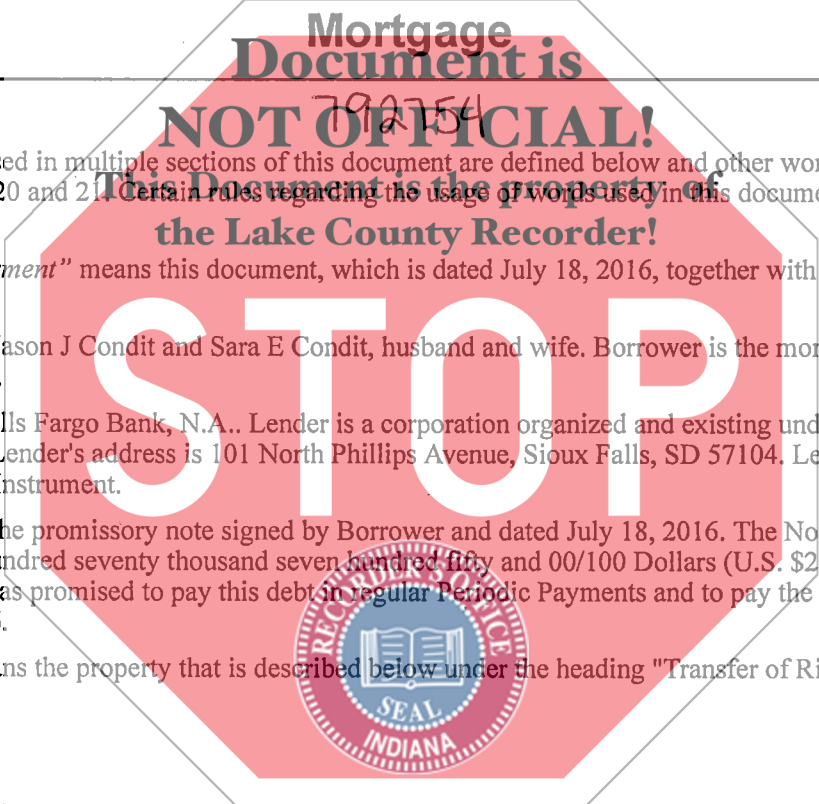 Mortgage
Document is
792754
NOT OFFICIAL!
ed in multiple sections of this document are defined below and other wor
20 and 21. Certain rules regarding the usage of words used in this docume
This Document is the property of
the Lake County Recorder!
ment" means this document, which is dated July 18, 2016, together with
ason J Condit and Sara E Condit, husband and wife. Borrower is the mor
STOP
lls Fargo Bank, N.A.. Lender is a corporation organized and existing und
Lender's address is 101 North Phillips Avenue, Sioux Falls, SD 57104. Le
Instrument.
he promissory note signed by Borrower and dated July 18, 2016. The No
ndred seventy thousand seven hundred fifty and 00/100 Dollars (U.S. $2
as promised to pay this debt in regular Periodic Payments and to pay the
ns the property that is described below under the heading "Transfer of Ri
RECORDER'S OFFICE
SEAL
INDIANA